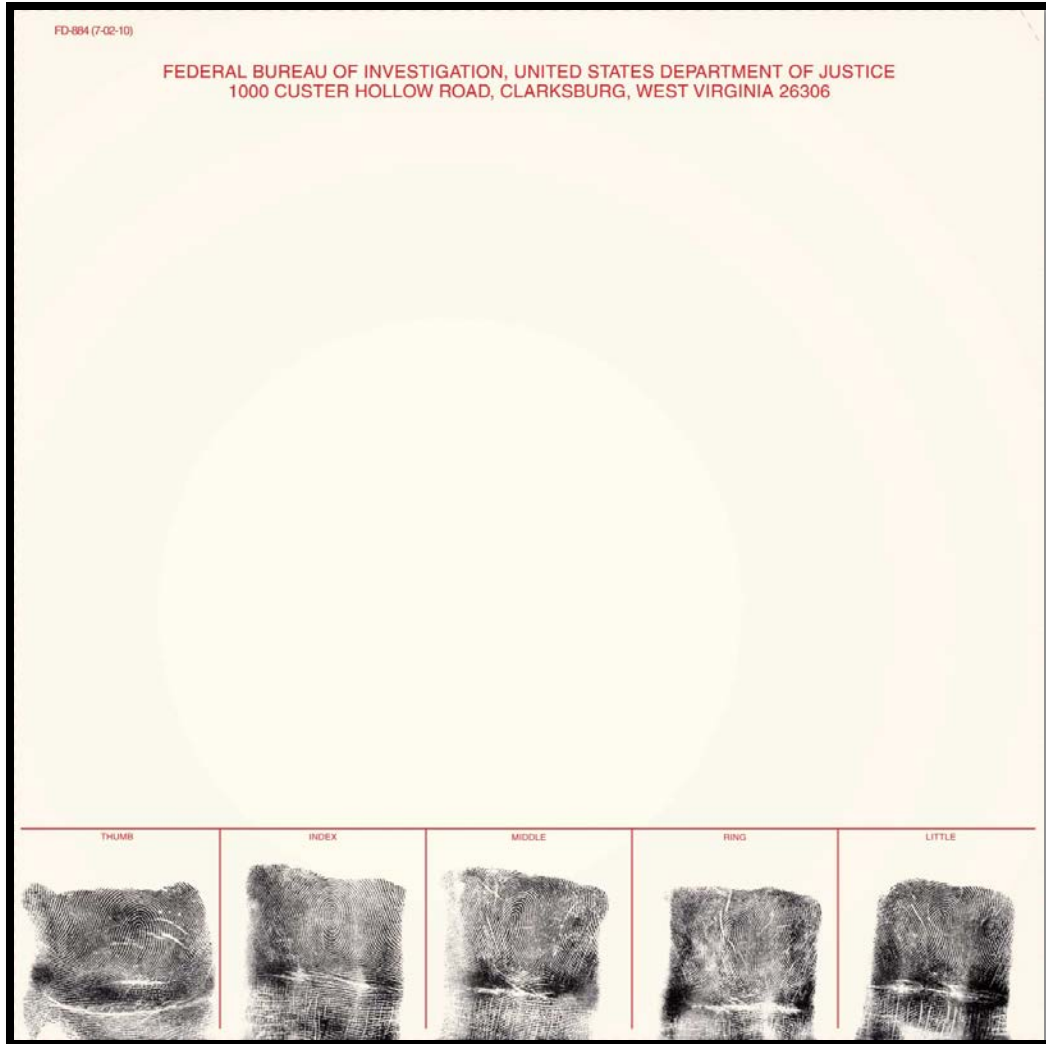 FD-884 (7-02-10)
FEDERAL BUREAU OF INVESTIGATION, UNITED STATES DEPARTMENT OF JUSTICE
1000 CUSTER HOLLOW ROAD, CLARKSBURG, WEST VIRGINIA 26306
THUMB
INDEX
MIDDLE
RING
LITTLE